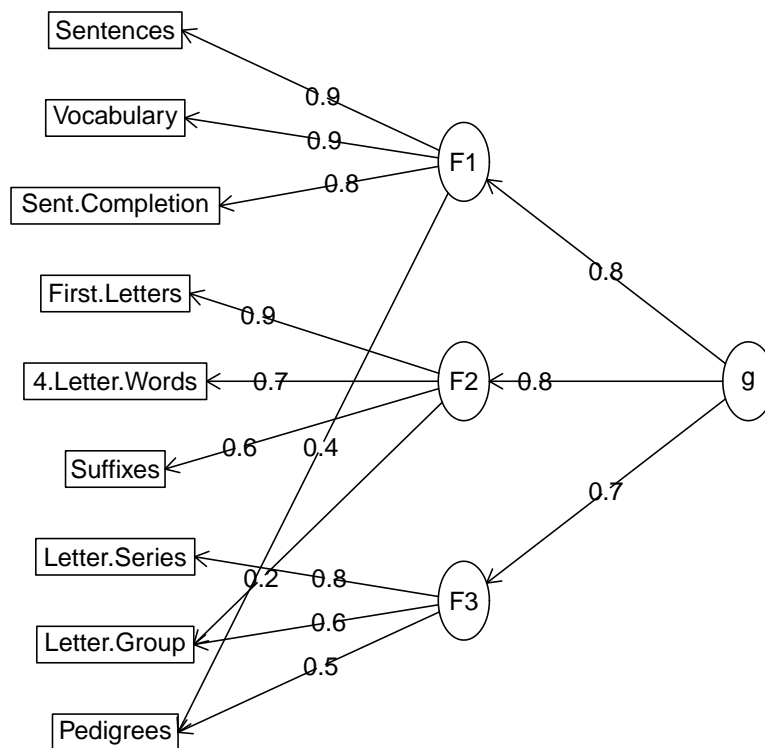 Sentences
0.9
Vocabulary
0.9
F1
Sent.Completion
0.8
0.8
First.Letters
0.9
4.Letter.Words
0.7
F2
0.8
g
Suffixes
0.6
0.4
0.7
Letter.Series
0.2
0.8
F3
Letter.Group
0.6
0.5
Pedigrees